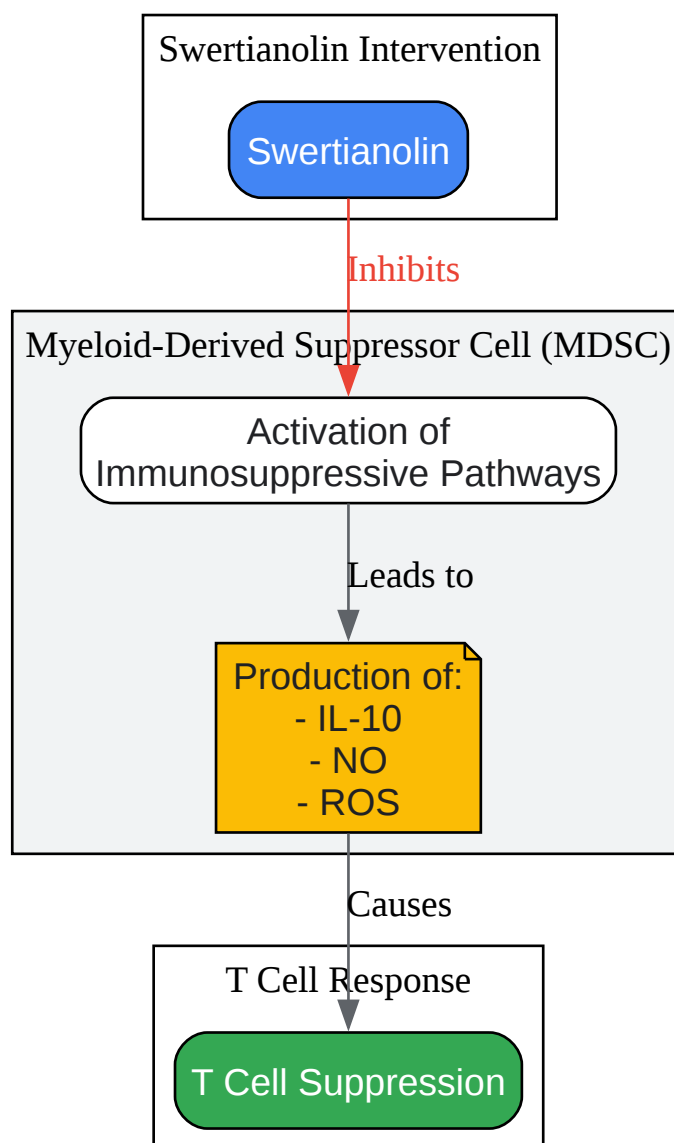 Swertianolin Intervention
Swertianolin
Inhibits
Myeloid-Derived Suppressor Cell (MDSC)
Activation of
Immunosuppressive Pathways
Leads to
Production of:
- IL-10
- NO
- ROS
Causes
T Cell Response
T Cell Suppression